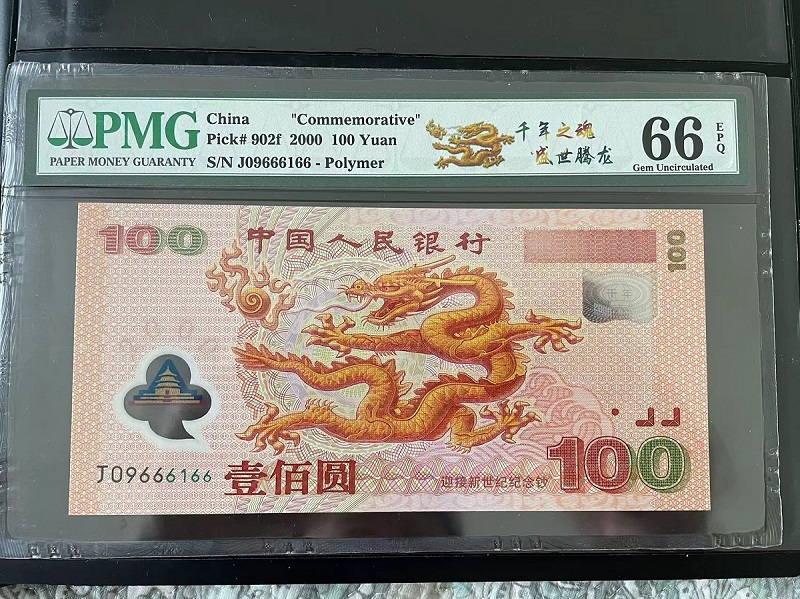 PMG
PAPER MONEY GUARANTY
China "Commemorative"
Pick# 902f 2000 100 Yuan
S/N J09666166 - Polymer
千年之魂
盛世腾龙
66 EPQ
Gem Uncirculated
100 中国人民银行 100
J09666166 壹佰圆
迎接新世纪纪念钞 100